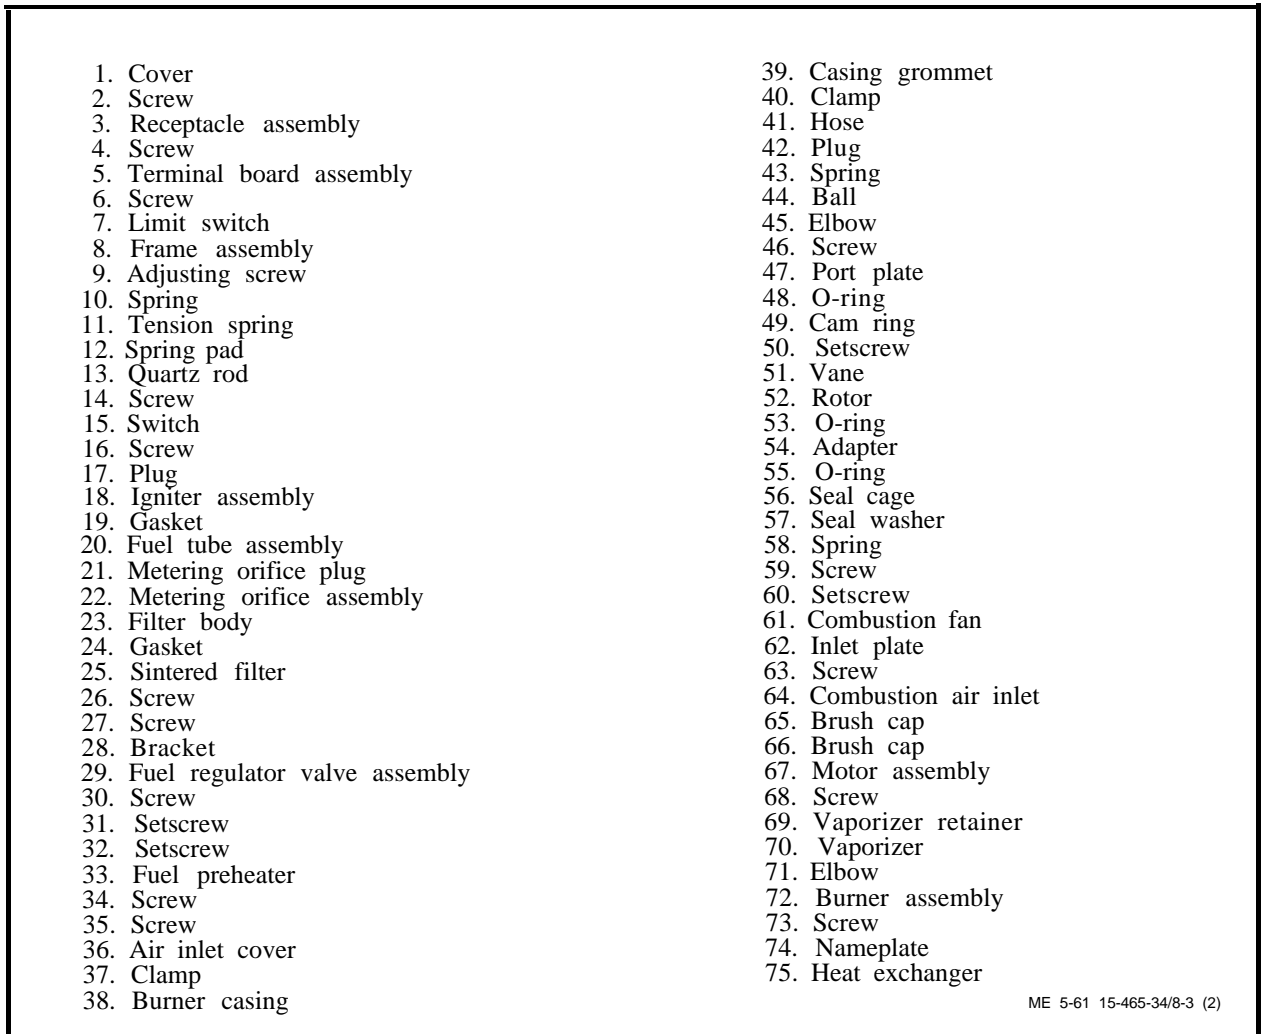 1. Cover
2. Screw
3. Receptacle assembly
4. Screw
5. Terminal board assembly
6. Screw
7. Limit switch
8. Frame assembly
9. Adjusting screw
10. Spring
11. Tension spring
12. Spring pad
13. Quartz rod
14. Screw
15. Switch
16. Screw
17. Plug
18. Igniter assembly
19. Gasket
20. Fuel tube assembly
21. Metering orifice plug
22. Metering orifice assembly
23. Filter body
24. Gasket
25. Sintered filter
26. Screw
27. Screw
28. Bracket
29. Fuel regulator valve assembly
30. Screw
31. Setscrew
32. Setscrew
33. Fuel preheater
34. Screw
35. Screw
36. Air inlet cover
37. Clamp
38. Burner casing
39. Casing grommet
40. Clamp
41. Hose
42. Plug
43. Spring
44. Ball
45. Elbow
46. Screw
47. Port plate
48. O-ring
49. Cam ring
50. Setscrew
51. Vane
52. Rotor
53. O-ring
54. Adapter
55. O-ring
56. Seal cage
57. Seal washer
58. Spring
59. Screw
60. Setscrew
61. Combustion fan
62. Inlet plate
63. Screw
64. Combustion air inlet
65. Brush cap
66. Brush cap
67. Motor assembly
68. Screw
69. Vaporizer retainer
70. Vaporizer
71. Elbow
72. Burner assembly
73. Screw
74. Nameplate
75. Heat exchanger
ME 5-61 15-465-34/8-3 (2)